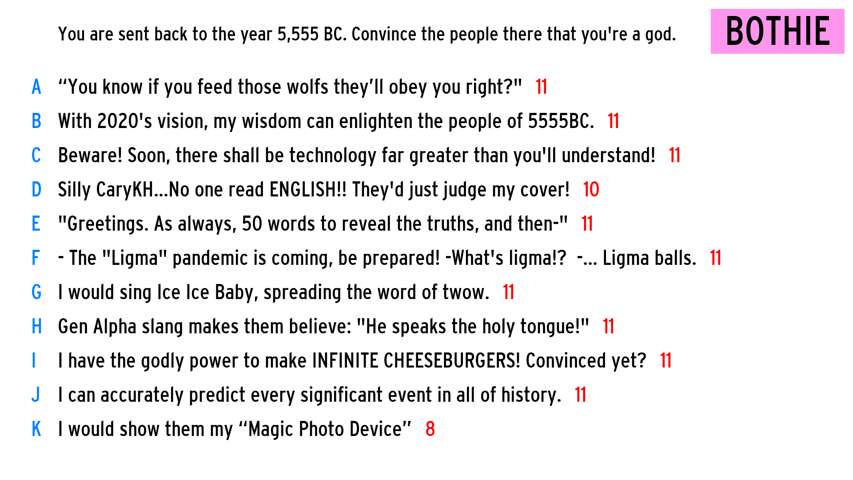 You are sent back to the year 5,555 BC. Convince the people there that you're a god.
BOTHIE
A “You know if you feed those wolfs they’ll obey you right?" 11
B With 2020's vision, my wisdom can enlighten the people of 5555BC. 11
C Beware! Soon, there shall be technology far greater than you'll understand! 11
D Silly CaryKH...No one read ENGLISH!! They'd just judge my cover! 10
E "Greetings. As always, 50 words to reveal the truths, and then-" 11
F - The "Ligma" pandemic is coming, be prepared! -What's ligma!? -... Ligma balls. 11
G I would sing Ice Ice Baby, spreading the word of twow. 11
H Gen Alpha slang makes them believe: "He speaks the holy tongue!" 11
I I have the godly power to make INFINITE CHEESEBURGERS! Convinced yet? 11
J I can accurately predict every significant event in all of history. 11
K I would show them my “Magic Photo Device” 8